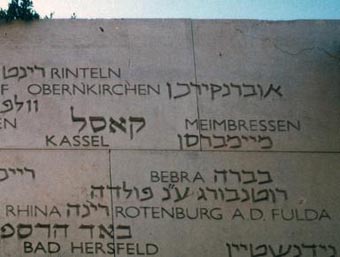 RINTELN רינטלן
OBERNKIRCHEN אוברנקירכן
קאסל MEIMBRESSEN
KASSEL מיימברסן
BEBRA בברה
רוטנבורג ע״נ פולדה
RHINA רינה ROTENBURG A.D. FULDA
באד הרספלד
BAD HERSFELD